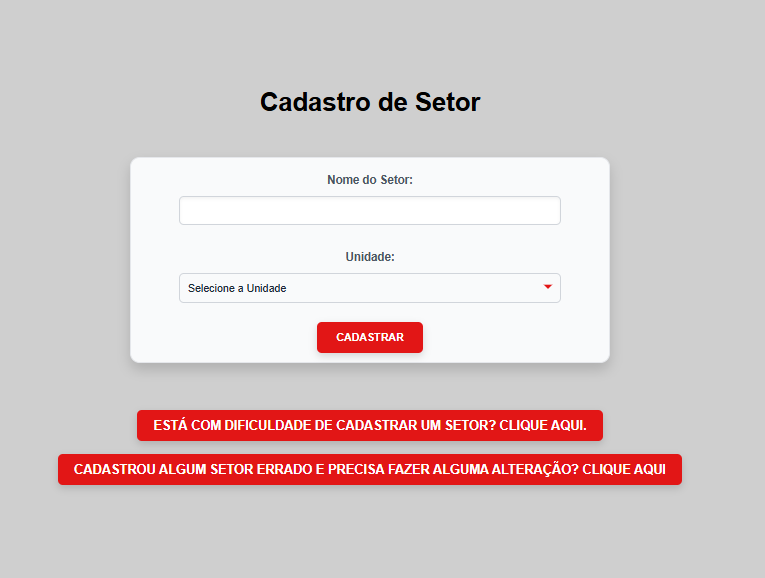 Cadastro de Setor
Nome do Setor:
Unidade:
Selecione a Unidade
CADASTRAR
ESTÁ COM DIFICULDADE DE CADASTRAR UM SETOR? CLIQUE AQUI.
CADASTROU ALGUM SETOR ERRADO E PRECISA FAZER ALGUMA ALTERAÇÃO? CLIQUE AQUI